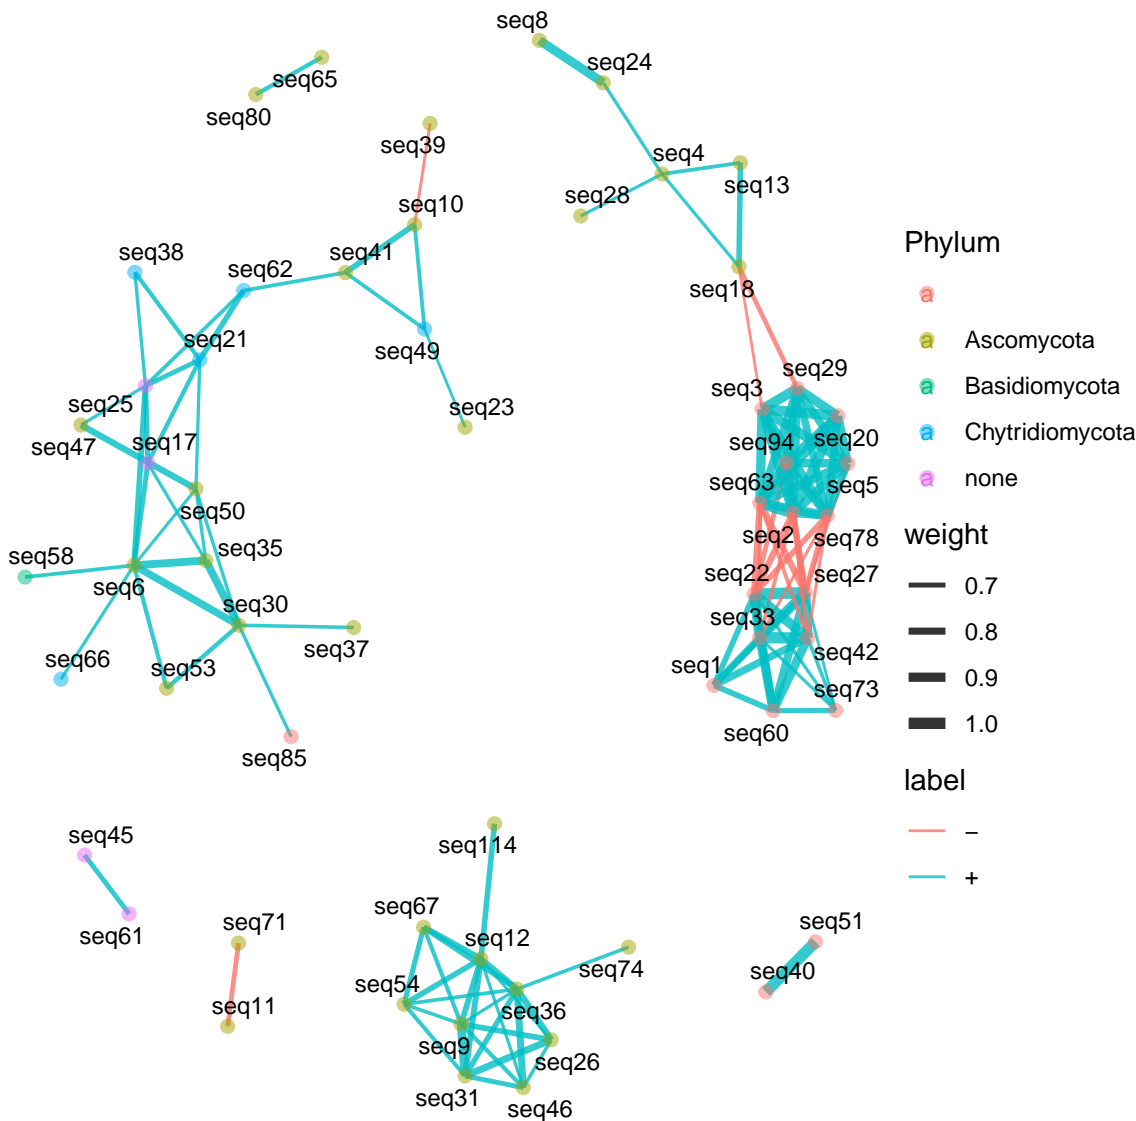 seq8
seq24
seq65
seq80
seq39
seq4
seq13
seq28
seq10
seq38
seq62
seq41
seq18
seq21
seq49
seq29
seq3
seq25
seq23
seq47
seq17
seq94
seq20
seq63
seq5
seq50
seq2
seq78
seq58
seq35
seq6
seq22
seq27
seq30
seq33
seq37
seq66
seq53
seq1
seq42
seq73
seq85
seq60
seq45
seq114
seq61
seq71
seq67
seq12
seq51
seq74
seq40
seq54
seq11
seq36
seq9
seq26
seq31
seq46
Phylum
a
a Ascomycota
a Basidiomycota
a Chytridiomycota
a none
weight
0.7
0.8
0.9
1.0
label
−
+